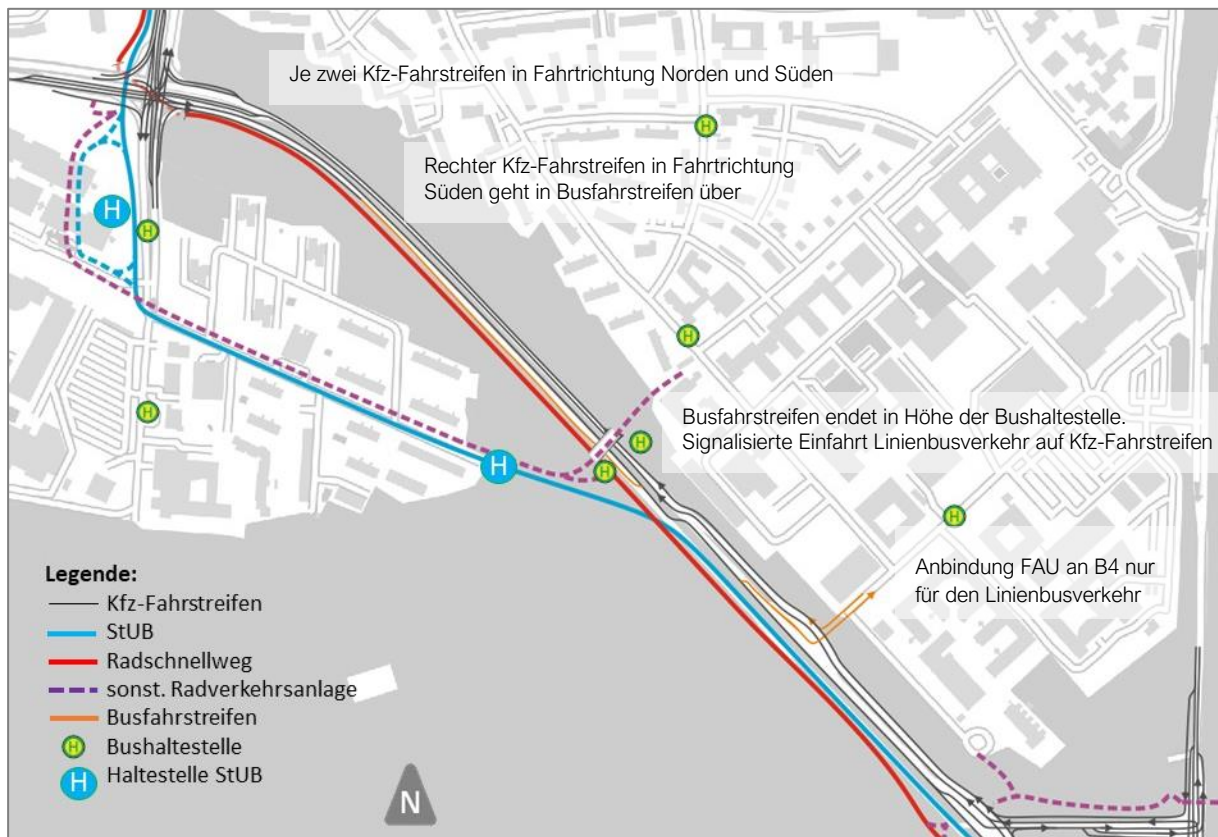 Je zwei Kfz-Fahrstreifen in Fahrtrichtung Norden und Süden
H
Rechter Kfz-Fahrstreifen in Fahrtrichtung
Süden geht in Busfahrstreifen über
H
H
H
Busfahrstreifen endet in Höhe der Bushaltestelle.
Signalisierte Einfahrt Linienbusverkehr auf Kfz-Fahrstreifen
H
H
H
H
H
Anbindung FAU an B4 nur
für den Linienbusverkehr
Legende:
Kfz-Fahrstreifen
StUB
Radschnellweg
sonst. Radverkehrsanlage
Busfahrstreifen
H Bushaltestelle
H Haltestelle StUB
N